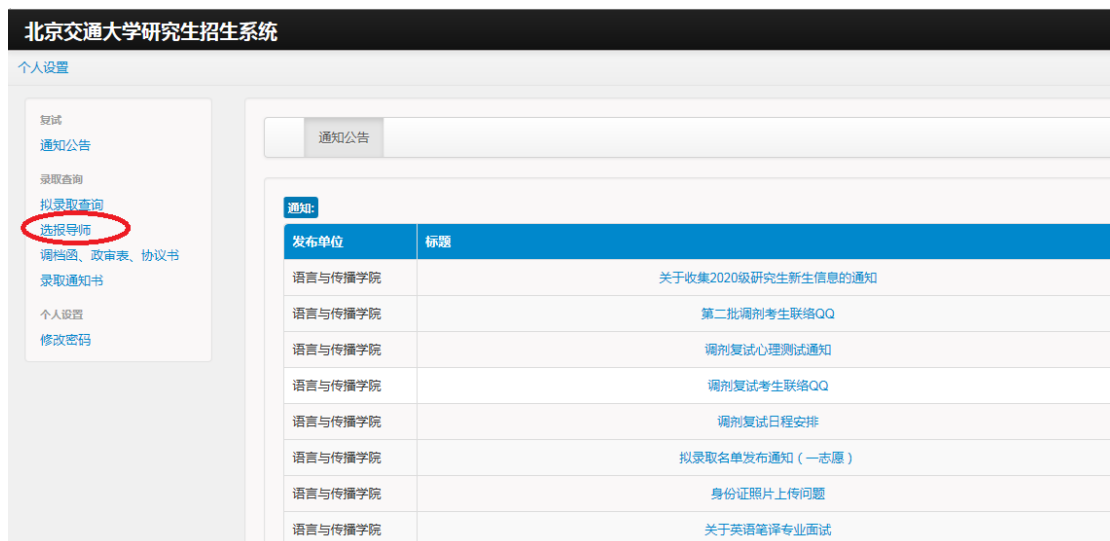 北京交通大学研究生招生系统
个人设置
复试
通知公告
录取查询
拟录取查询
选报导师
调档函、政审表、协议书
录取通知书
个人设置
修改密码
通知公告
通知:
发布单位 标题
语言与传播学院 关于收集2020级研究生新生信息的通知
语言与传播学院 第二批调剂考生联络QQ
语言与传播学院 调剂复试心理测试通知
语言与传播学院 调剂复试考生联络QQ
语言与传播学院 调剂复试日程安排
语言与传播学院 拟录取名单发布通知（一志愿）
语言与传播学院 身份证照片上传问题
语言与传播学院 关于英语笔译专业面试